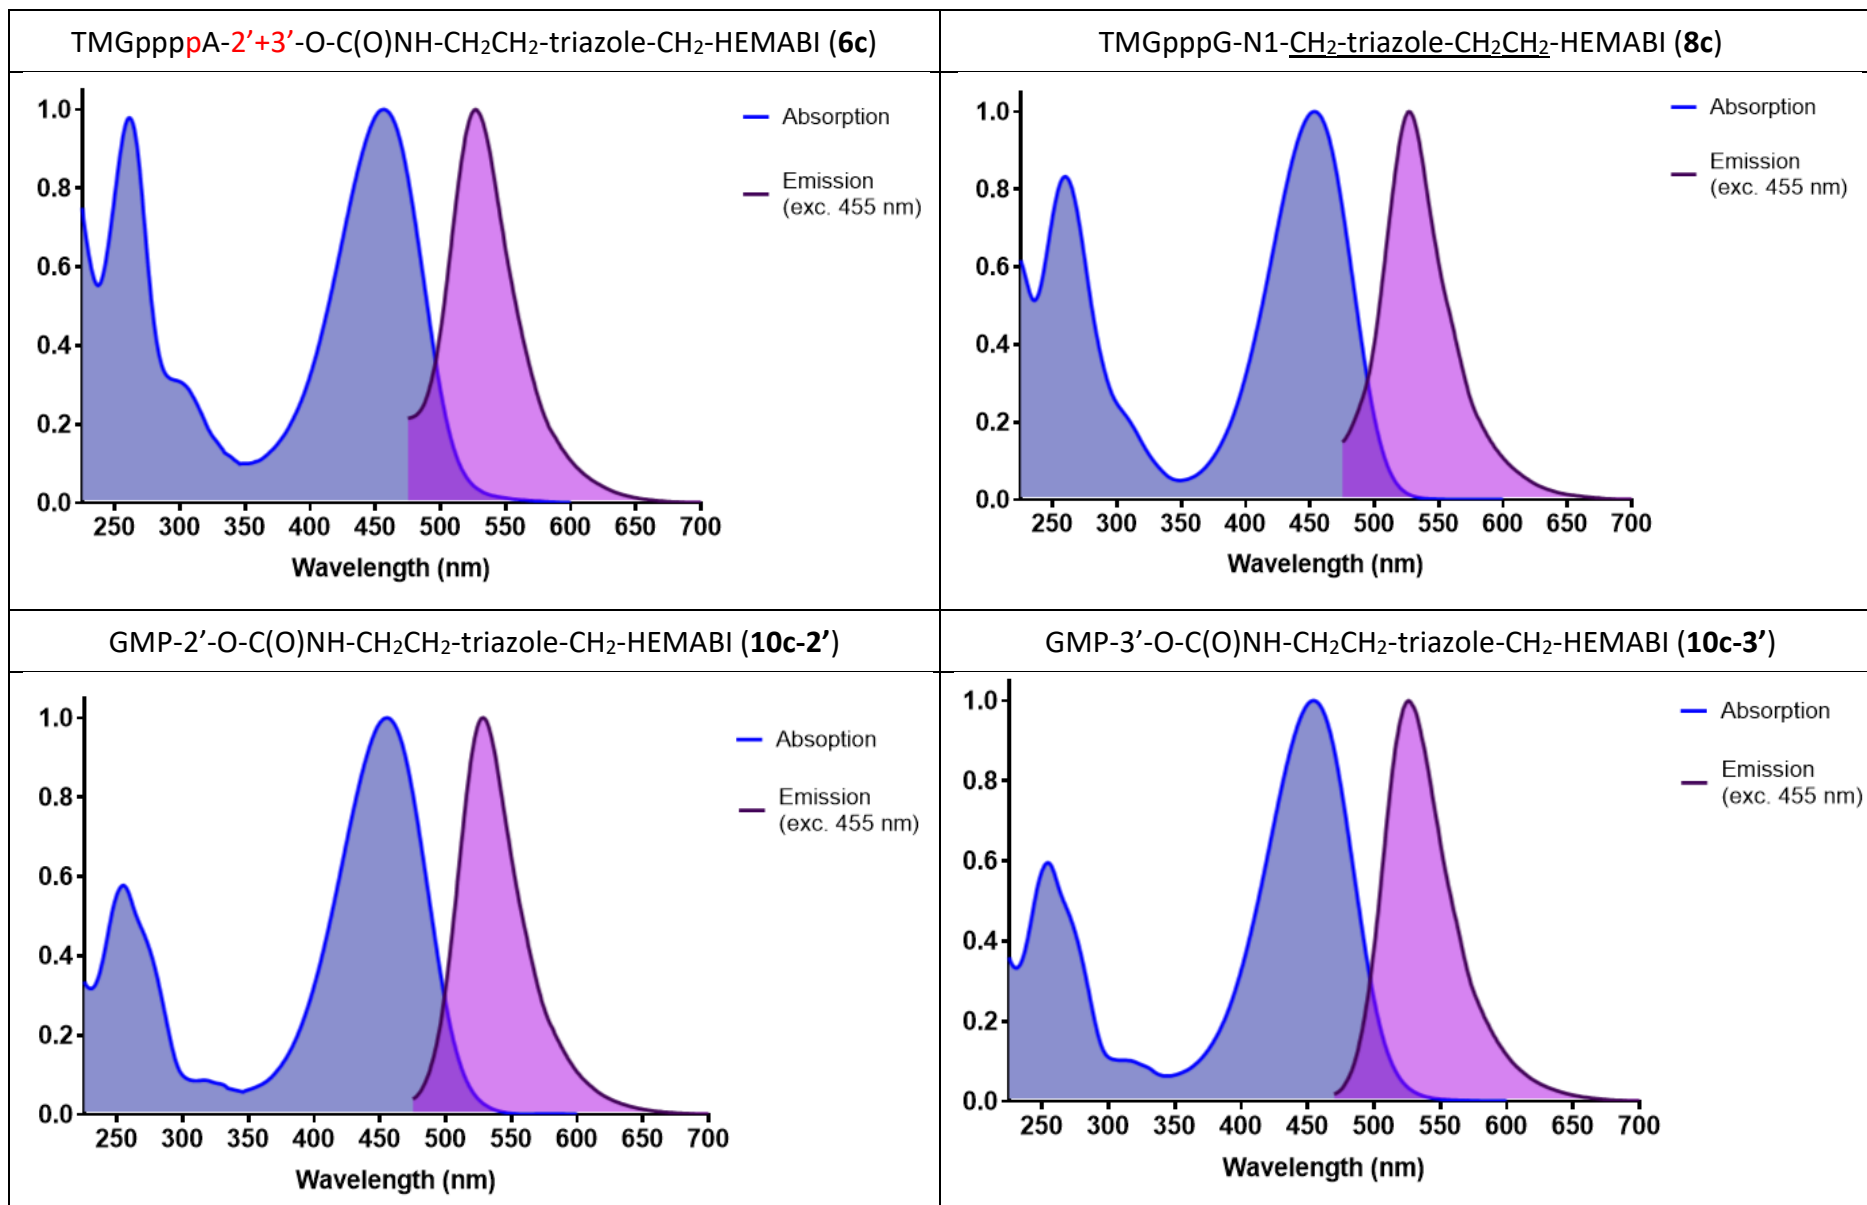 TMGppppA-2’+3’-O-C(O)NH-CH₂CH₂-triazole-CH₂-HEMABI (6c)
TMGpppG-N1-CH₂-triazole-CH₂CH₂-HEMABI (8c)
1.0
0.8
0.6
0.4
0.2
0.0
250 300 350 400 450 500 550 600 650 700
Wavelength (nm)
Absorption
Emission
(exc. 455 nm)
1.0
0.8
0.6
0.4
0.2
0.0
250 300 350 400 450 500 550 600 650 700
Wavelength (nm)
Absorption
Emission
(exc. 455 nm)
GMP-2’-O-C(O)NH-CH₂CH₂-triazole-CH₂-HEMABI (10c-2’)
GMP-3’-O-C(O)NH-CH₂CH₂-triazole-CH₂-HEMABI (10c-3’)
1.0
0.8
0.6
0.4
0.2
0.0
250 300 350 400 450 500 550 600 650 700
Wavelength (nm)
Absoption
Emission
(exc. 455 nm)
1.0
0.8
0.6
0.4
0.2
0.0
250 300 350 400 450 500 550 600 650 700
Wavelength (nm)
Absorption
Emission
(exc. 455 nm)